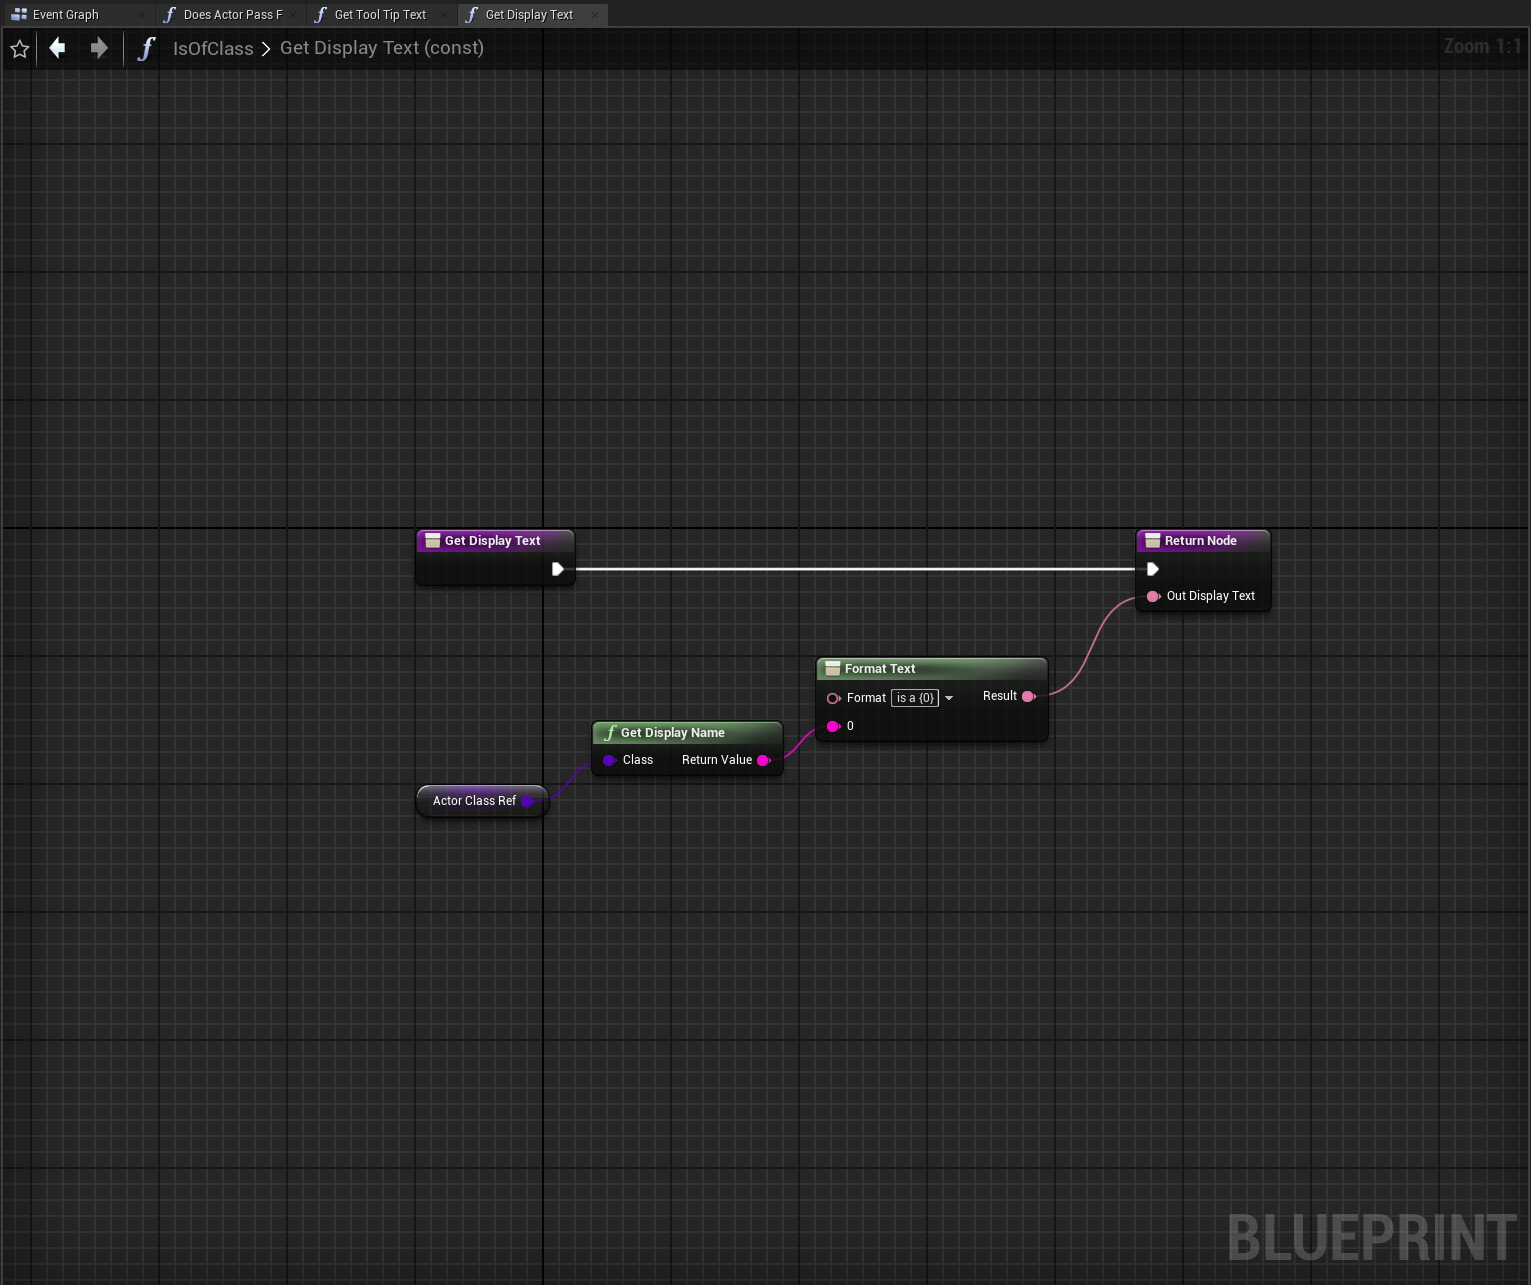 Event Graph
Does Actor Pass F
Get Tool Tip Text
Get Display Text
IsOfClass > Get Display Text (const)
Zoom 1:1
Get Display Text
Return Node
Out Display Text
Format Text
Format is a {0}
Result
0
Get Display Name
Class
Return Value
Actor Class Ref
BLUEPRINT